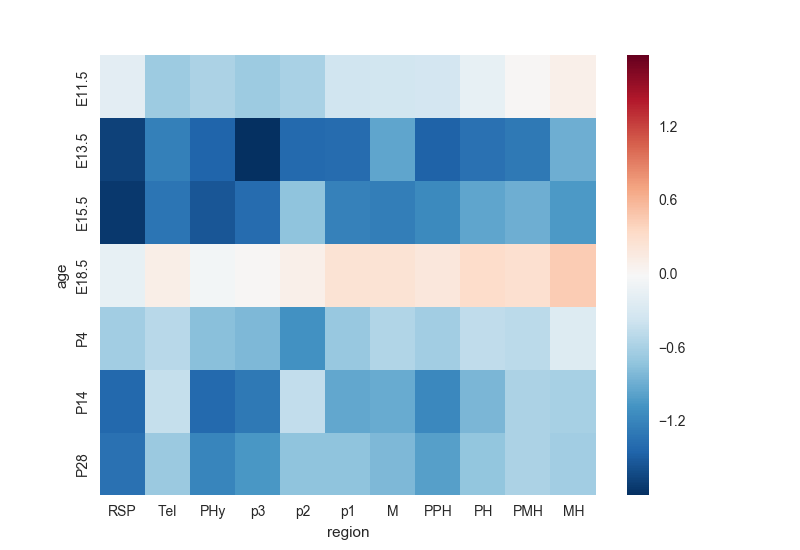 age
E11.5
E13.5
E15.5
E18.5
P4
P14
P28
RSP Tel PHy p3 p2 p1 M PPH PH PMH MH
region
1.2
0.6
0.0
−0.6
−1.2